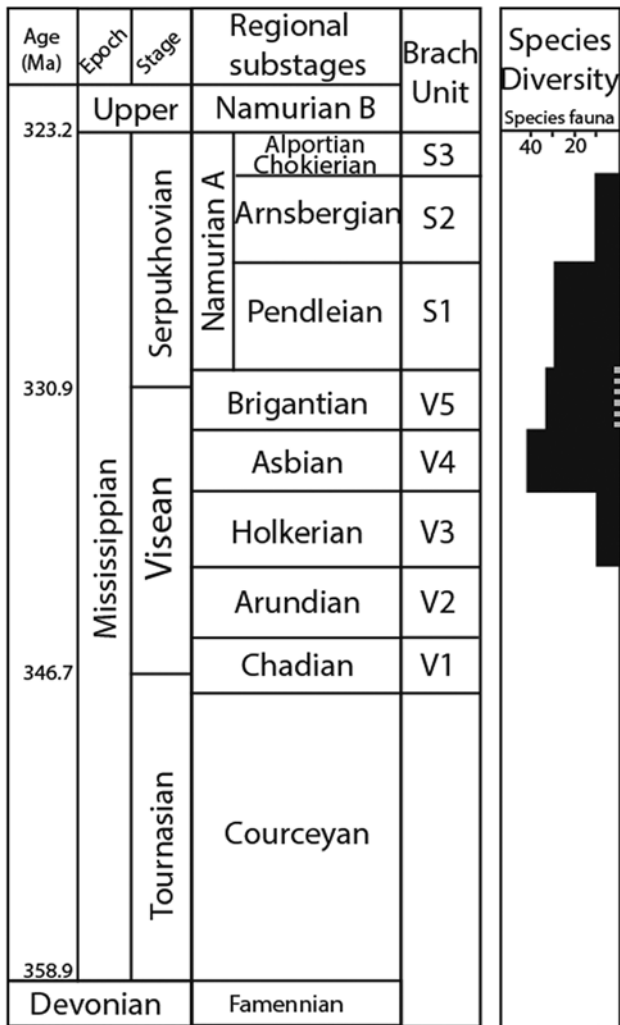 Age
(Ma)
Epoch
Stage
Regional
substages
Brach
Unit
Species
Diversity
Species fauna
40 20
Upper
Namurian B
323.2
Mississippian
Serpukhovian
Namurian A
Alportian
Chokierian
S3
Arnsbergian
S2
Pendleian
S1
330.9
Visean
Brigantian
V5
Asbian
V4
Holkerian
V3
Arundian
V2
346.7
Chadian
V1
Tournasian
Courceyan
358.9
Devonian
Famennian